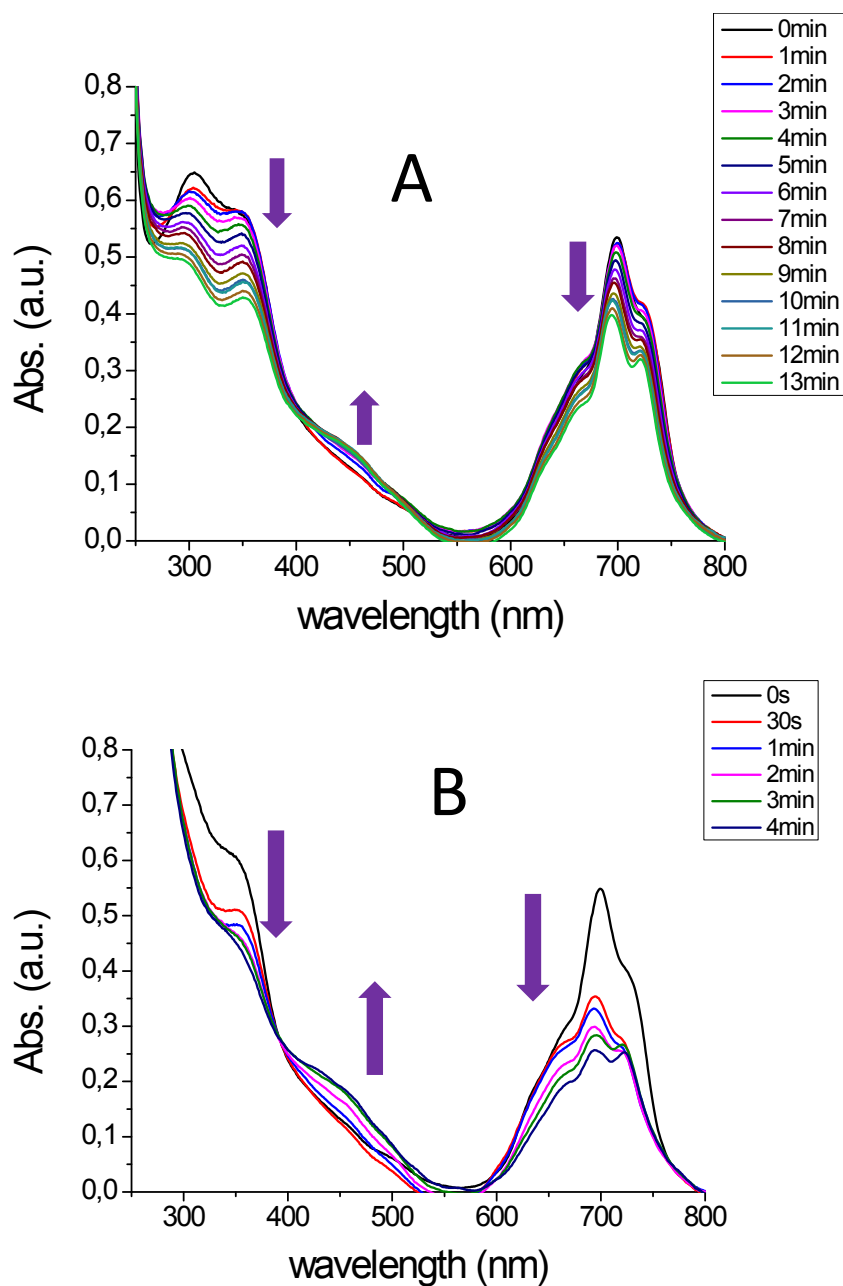 0min
1min
2min
3min
4min
5min
6min
7min
8min
9min
10min
11min
12min
13min
A
0,8
0,7
0,6
0,5
0,4
0,3
0,2
0,1
0,0
Abs. (a.u.)
300 400 500 600 700 800
wavelength (nm)
0s
30s
1min
2min
3min
4min
B
0,8
0,7
0,6
0,5
0,4
0,3
0,2
0,1
0,0
Abs. (a.u.)
300 400 500 600 700 800
wavelength (nm)